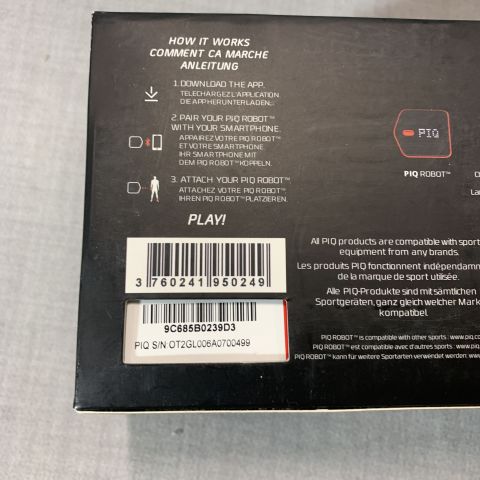 HOW IT WORKS
COMMENT CA MARCHE
ANLEITUNG
1. DOWNLOAD THE APP.
TELECHARGEZ L'APPLICATION
DIE APP HERUNTERLADEN
2. PAIR YOUR PIQ ROBOT™
WITH YOUR SMARTPHONE.
APPAIREZ VOTRE PIQ ROBOT™
ET VOTRE SMARTPHONE
IHR SMARTPHONE MIT
DEM PIQ ROBOT™ KOPPELN.
3. ATTACH YOUR PIQ ROBOT™
ATTACHEZ VOTRE PIQ ROBOT™
IHREN PIQ ROBOT™ PLATZIEREN.
PLAY!
3 760241 950249
9C685B0239D3
PIQ S/N OT2GL006A0700499
PIQ
PIQ ROBOT™
All PIQ products are compatible with sport
equipment from any brands.
Les produits PIQ fonctionnent indépendamm
de la marque de sport utilisée.
Alle PIQ-Produkte sind mit sämtlichen
Sportgeräten, ganz gleich welcher Mark
kompatibel.
PIQ ROBOT™ is compatible with other sports : www.piq.co
PIQ ROBOT™ est compatible avec d'autres sports : www.piq
PIQ ROBOT™ kann für weitere Sportarten verwendet werden: www